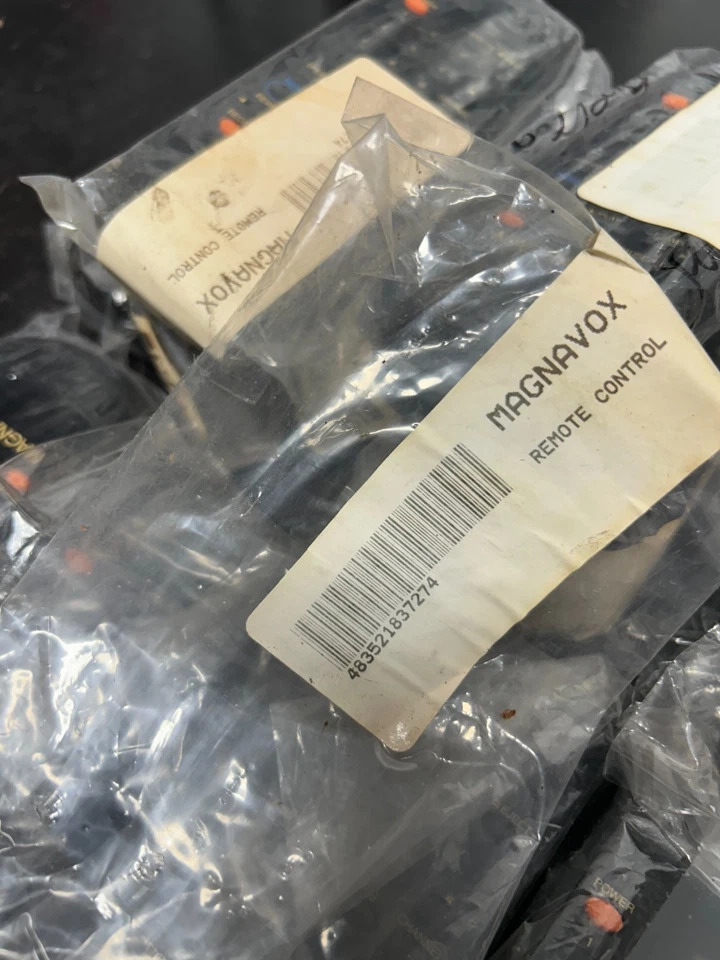 REMOTE CONTROL
MAGNAVOX
MAGNAVOX
REMOTE CONTROL
483521837274
POWER